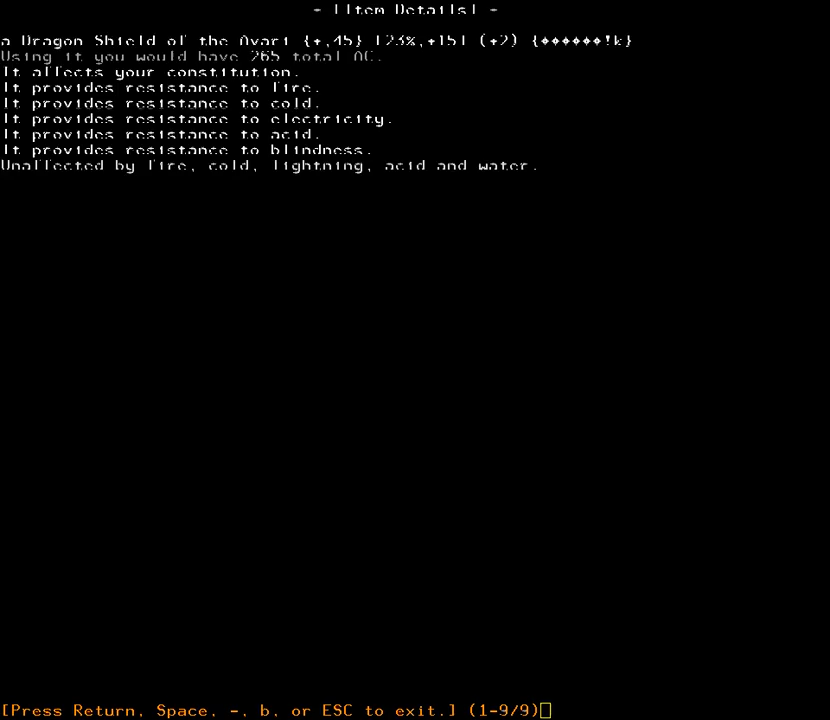 - [Item Details] -
a Dragon Shield of the Avari {+,45} [23%,+15] (+2) {♦♦♦♦♦♦!k}
Using it you would have 265 total AC.
It affects your constitution.
It provides resistance to fire.
It provides resistance to cold.
It provides resistance to electricity.
It provides resistance to acid.
It provides resistance to blindness.
Unaffected by fire, cold, lightning, acid and water.
[Press Return, Space, -, b, or ESC to exit.] (1-9/9)